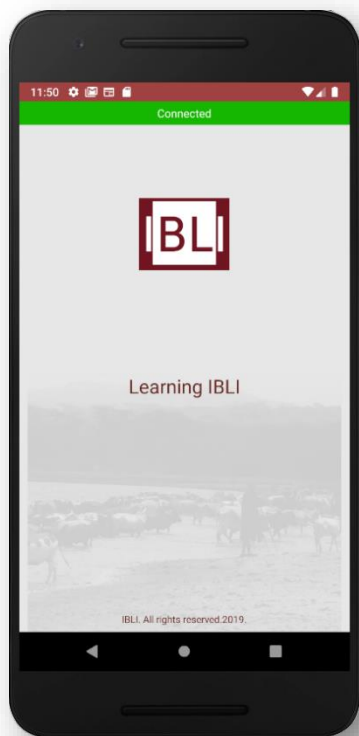 11:50
Connected
IBLI
Learning IBLI
IBLI. All rights reserved.2019.